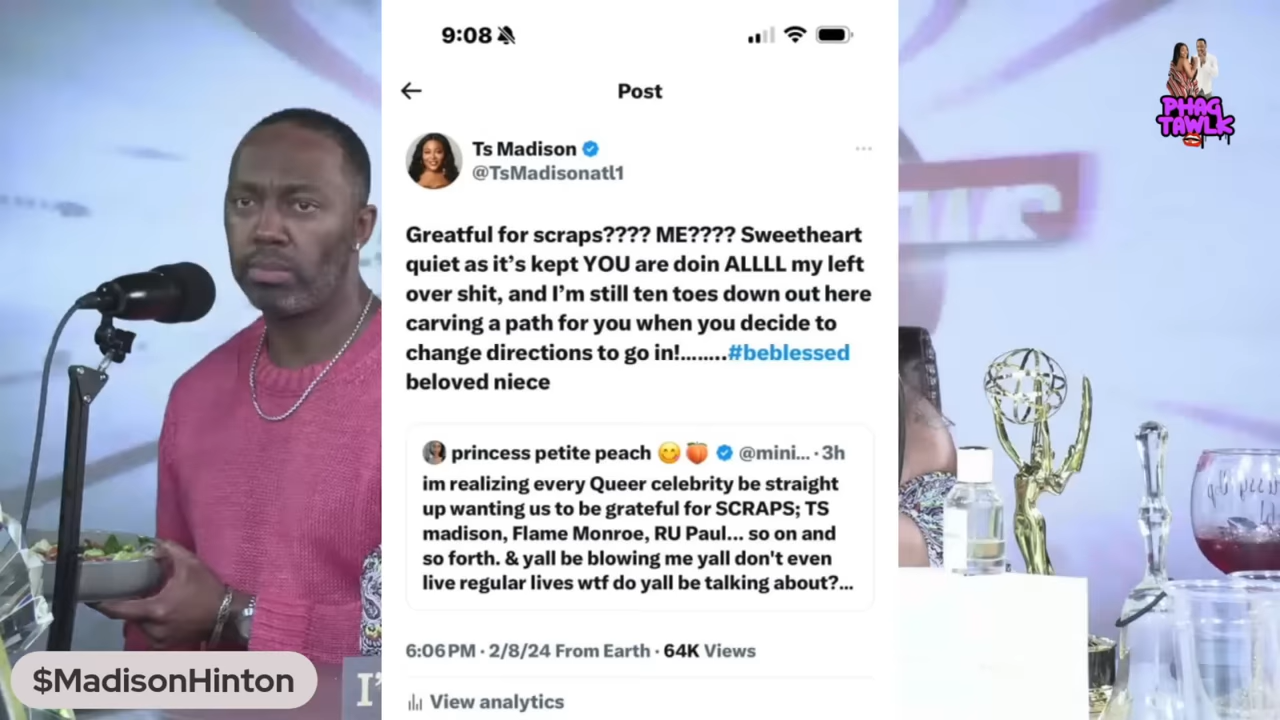 9:08
Post
Ts Madison
@TsMadisonatl1
Greatful for scraps???? ME???? Sweetheart
quiet as it's kept YOU are doin ALLLL my left
over shit, and I'm still ten toes down out here
carving a path for you when you decide to
change directions to go in!........#beblessed
beloved niece
princess petite peach 😋🍑 @mini... · 3h
im realizing every Queer celebrity be straight
up wanting us to be grateful for SCRAPS; TS
madison, Flame Monroe, RU Paul... so on and
so forth. & yall be blowing me yall don't even
live regular lives wtf do yall be talking about?...
6:06 PM · 2/8/24 From Earth · 64K Views
View analytics
PHAG
TAWLK
$MadisonHinton
I'